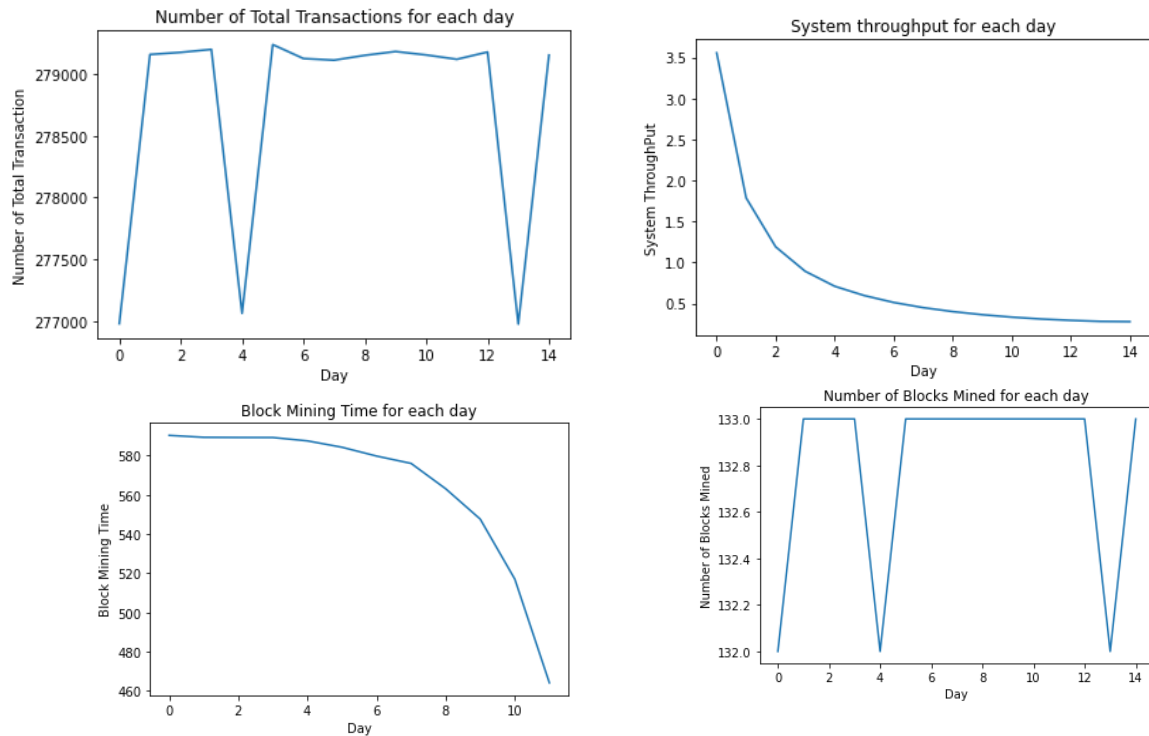 Number of Total Transactions for each day
279000
278500
278000
277500
277000
Number of Total Transaction
0 2 4 6 8 10 12 14
Day
System throughput for each day
3.5
3.0
2.5
2.0
1.5
1.0
0.5
System ThroughPut
0 2 4 6 8 10 12 14
Day
Block Mining Time for each day
580
560
540
520
500
480
460
Block Mining Time
0 2 4 6 8 10
Day
Number of Blocks Mined for each day
133.0
132.8
132.6
132.4
132.2
132.0
Number of Blocks Mined
0 2 4 6 8 10 12 14
Day